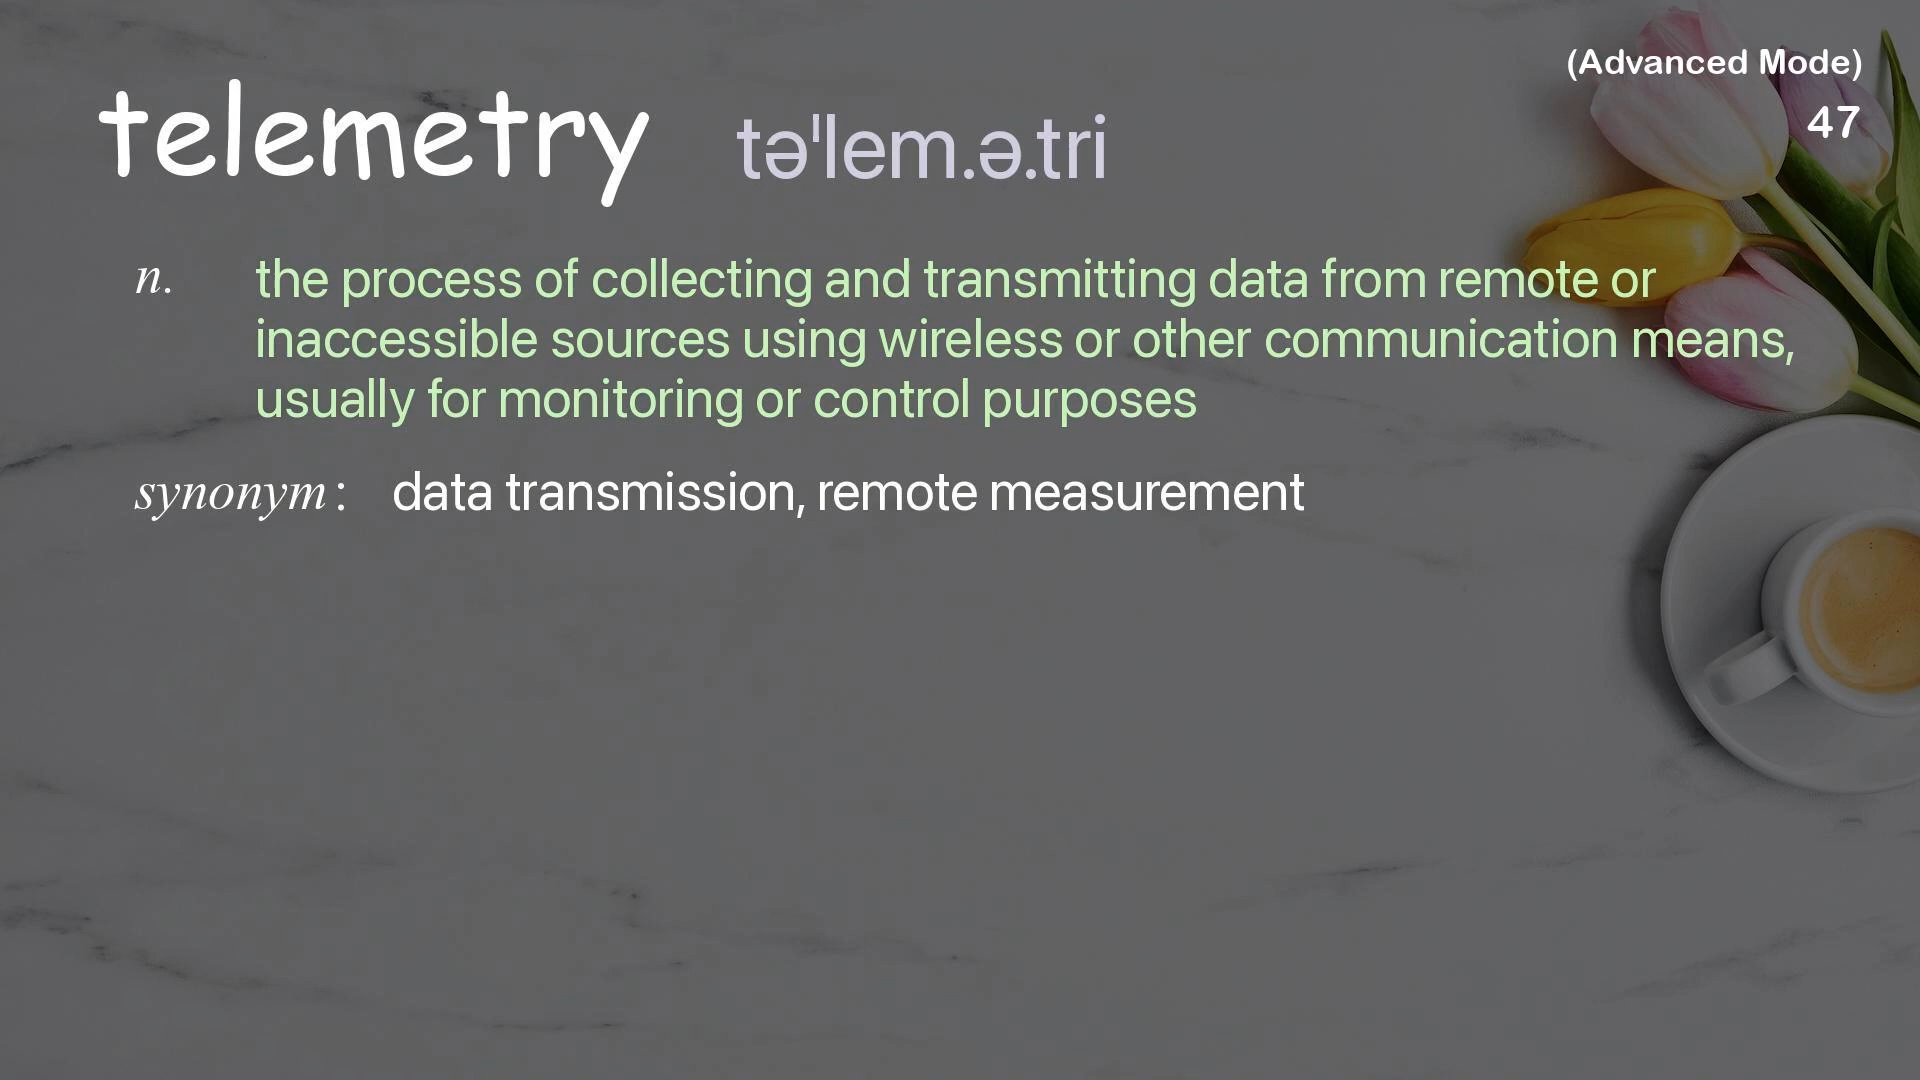 (Advanced Mode)
47
telemetry təˈlem.ə.tri
n. the process of collecting and transmitting data from remote or
inaccessible sources using wireless or other communication means,
usually for monitoring or control purposes
synonym : data transmission, remote measurement